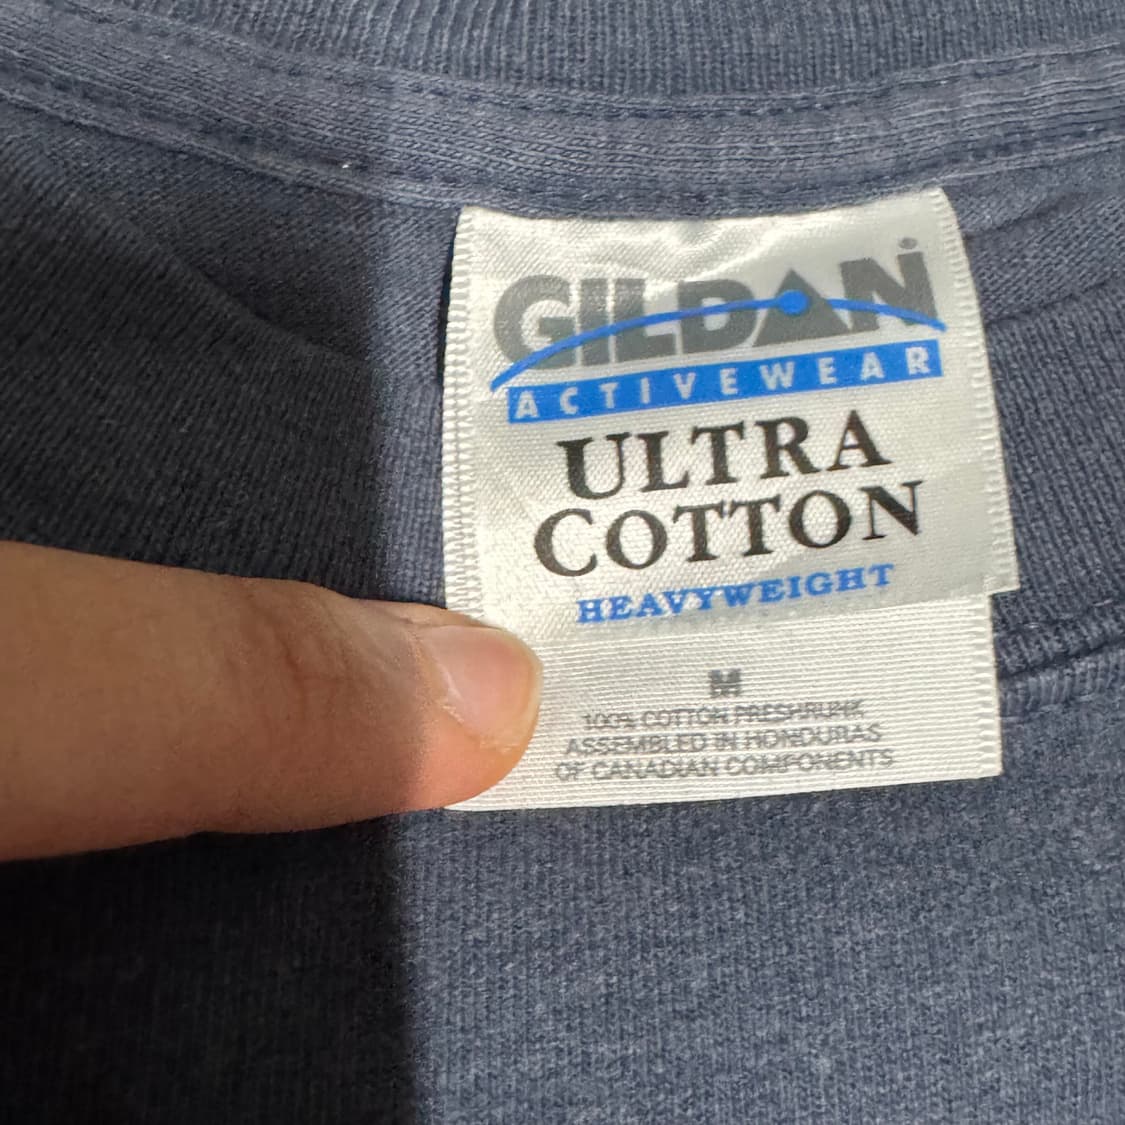 GILDAN
ACTIVEWEAR
ULTRA
COTTON
HEAVYWEIGHT
M
100% COTTON PRESHRUNK
ASSEMBLED IN HONDURAS
OF CANADIAN COMPONENTS